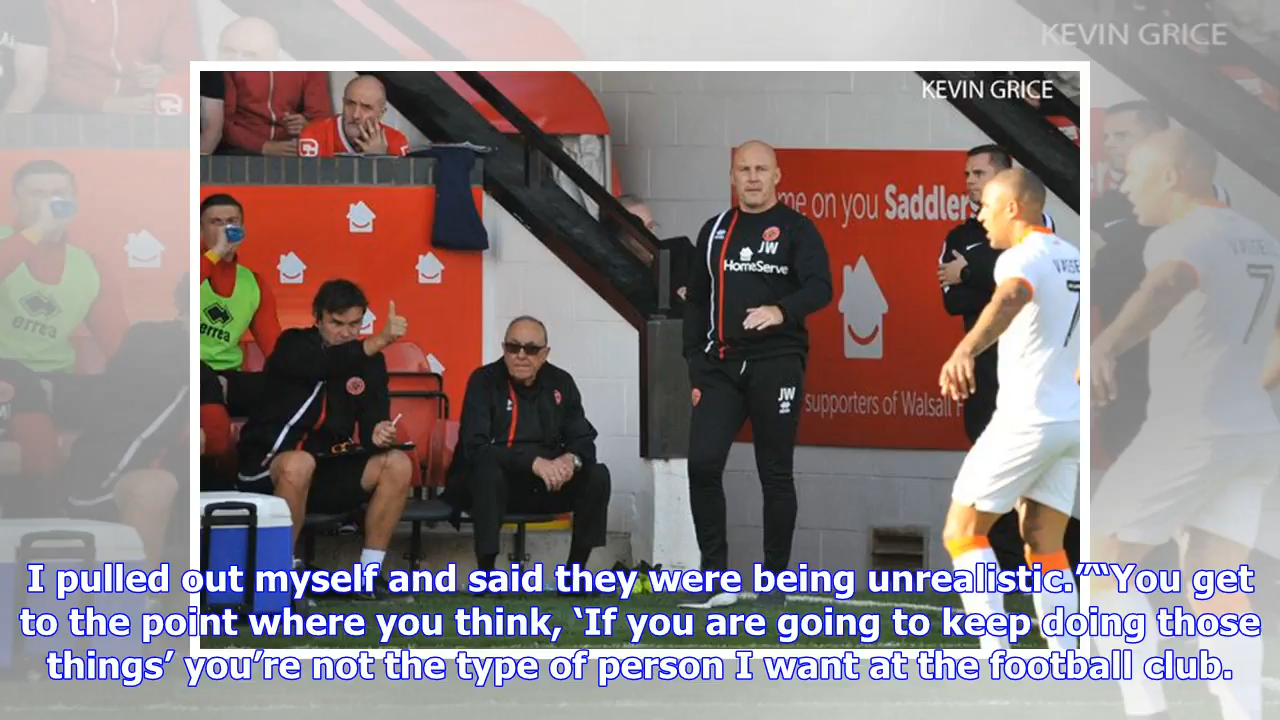 KEVIN GRICE
KEVIN GRICE
me on you Saddlers
JW
HomeServe
errea
errea
7
7
JW
supporters of Walsall F
I pulled out myself and said they were being unrealistic.”“You get
to the point where you think, ‘If you are going to keep doing those
things’ you’re not the type of person I want at the football club.